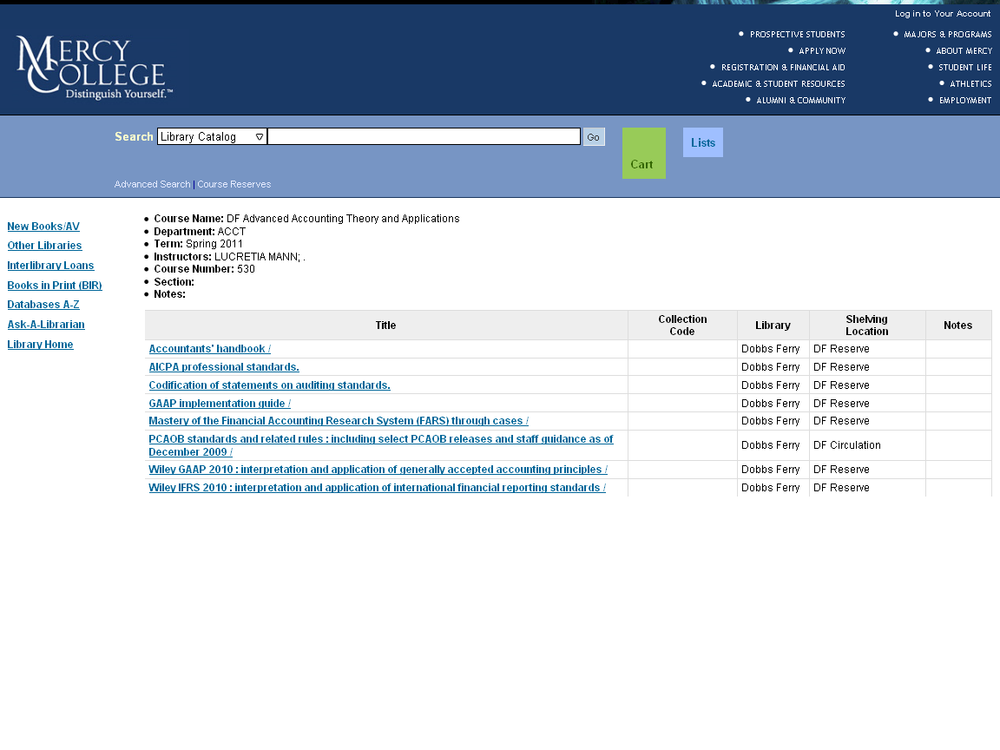 Log in to Your Account
MERCY COLLEGE
Distinguish Yourself.™
PROSPECTIVE STUDENTS
APPLY NOW
REGISTRATION & FINANCIAL AID
ACADEMIC & STUDENT RESOURCES
ALUMNI & COMMUNITY
MAJORS & PROGRAMS
ABOUT MERCY
STUDENT LIFE
ATHLETICS
EMPLOYMENT
Search Library Catalog Go Cart Lists
Advanced Search | Course Reserves
New Books/AV
Other Libraries
Interlibrary Loans
Books in Print (BIR)
Databases A-Z
Ask-A-Librarian
Library Home
Course Name: DF Advanced Accounting Theory and Applications
Department: ACCT
Term: Spring 2011
Instructors: LUCRETIA MANN; .
Course Number: 530
Section:
Notes:
Title Collection Code Library Shelving Location Notes
Accountants' handbook / Dobbs Ferry DF Reserve
AICPA professional standards. Dobbs Ferry DF Reserve
Codification of statements on auditing standards. Dobbs Ferry DF Reserve
GAAP implementation guide / Dobbs Ferry DF Reserve
Mastery of the Financial Accounting Research System (FARS) through cases / Dobbs Ferry DF Reserve
PCAOB standards and related rules : including select PCAOB releases and staff guidance as of
December 2009 / Dobbs Ferry DF Circulation
Wiley GAAP 2010 : interpretation and application of generally accepted accounting principles / Dobbs Ferry DF Reserve
Wiley IFRS 2010 : interpretation and application of international financial reporting standards / Dobbs Ferry DF Reserve